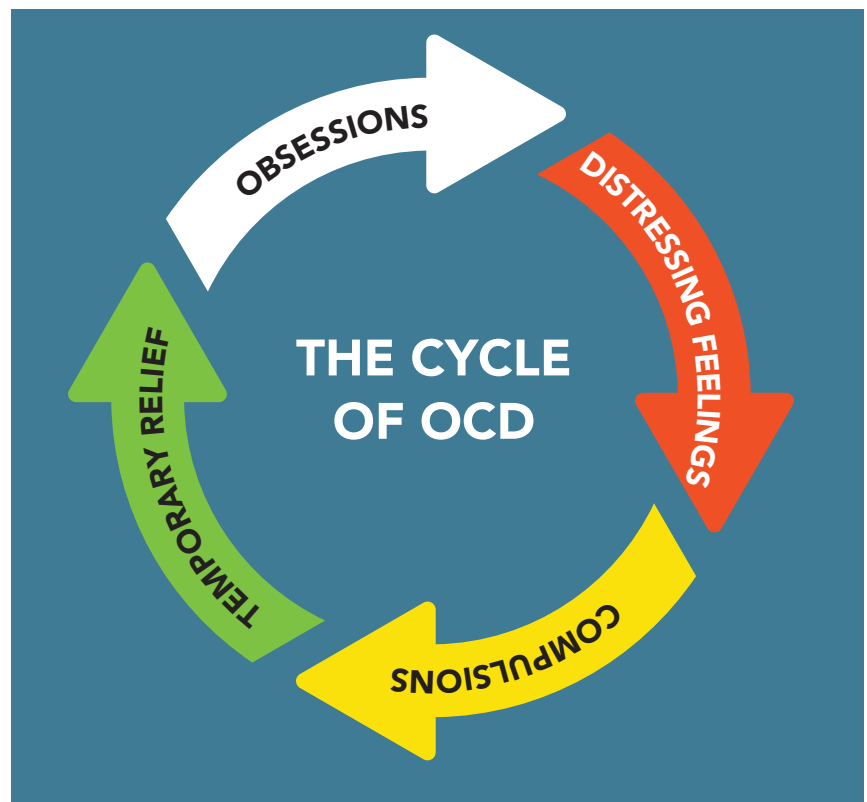 THE CYCLE
OF OCD
OBSESSIONS
DISTRESSING FEELINGS
COMPULSIONS
TEMPORARY RELIEF